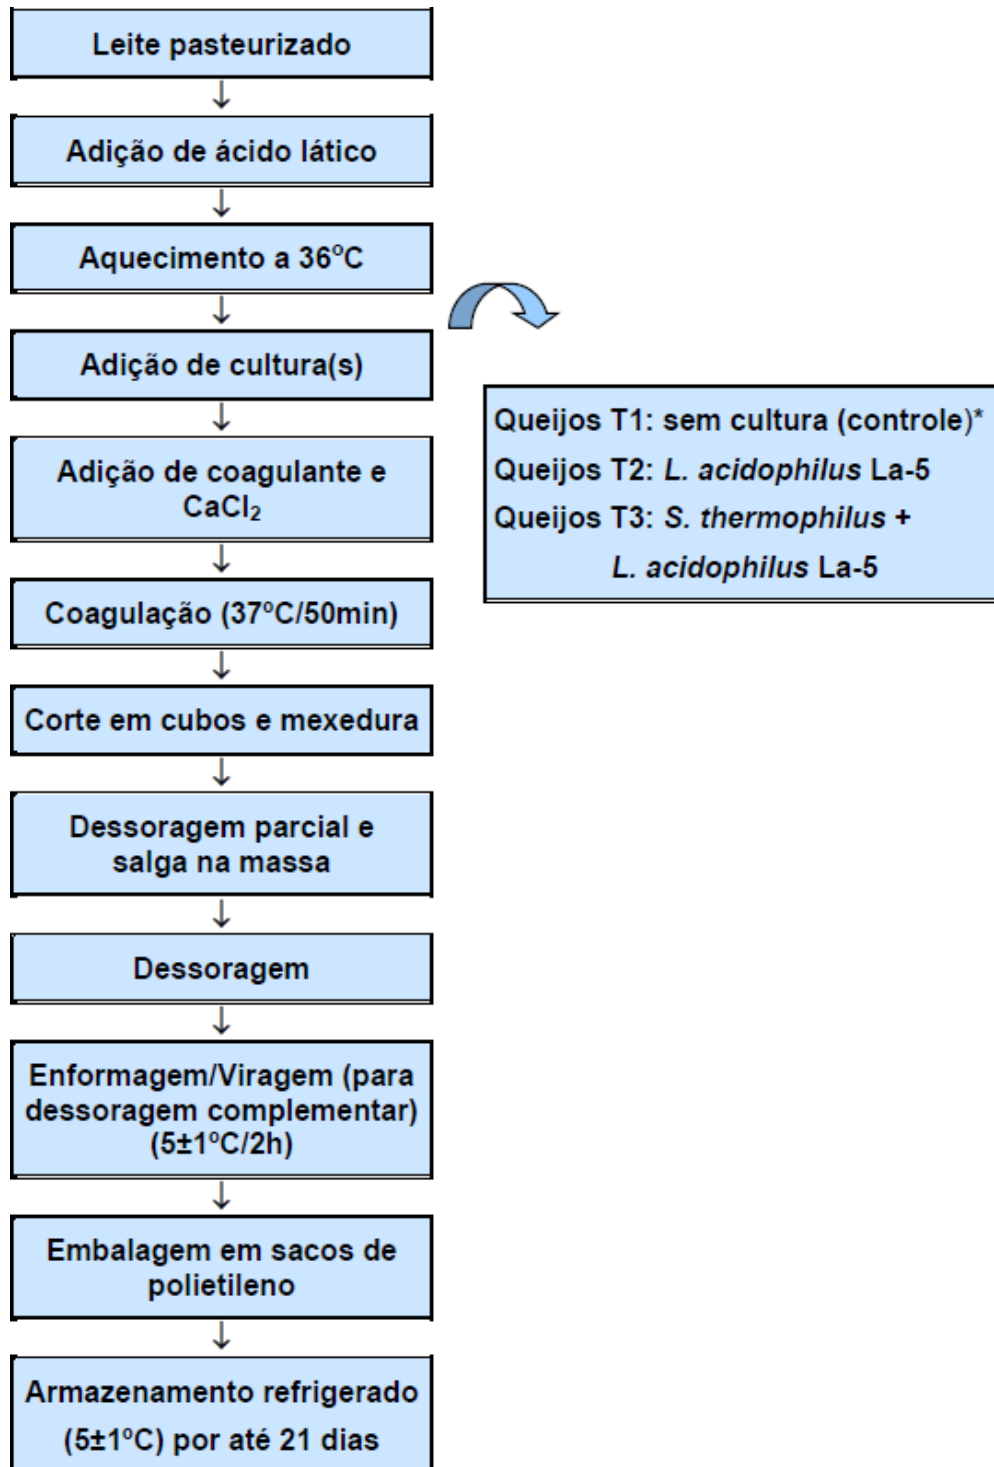 Leite pasteurizado
↓
Adição de ácido lático
↓
Aquecimento a 36ºC
↓
Adição de cultura(s)
↓
Adição de coagulante e
CaCl₂
↓
Coagulação (37ºC/50min)
↓
Corte em cubos e mexedura
↓
Dessoragem parcial e
salga na massa
↓
Dessoragem
↓
Enformagem/Viragem (para
dessoragem complementar)
(5±1ºC/2h)
↓
Embalagem em sacos de
polietileno
↓
Armazenamento refrigerado
(5±1ºC) por até 21 dias
Queijos T1: sem cultura (controle)*
Queijos T2: L. acidophilus La-5
Queijos T3: S. thermophilus +
L. acidophilus La-5